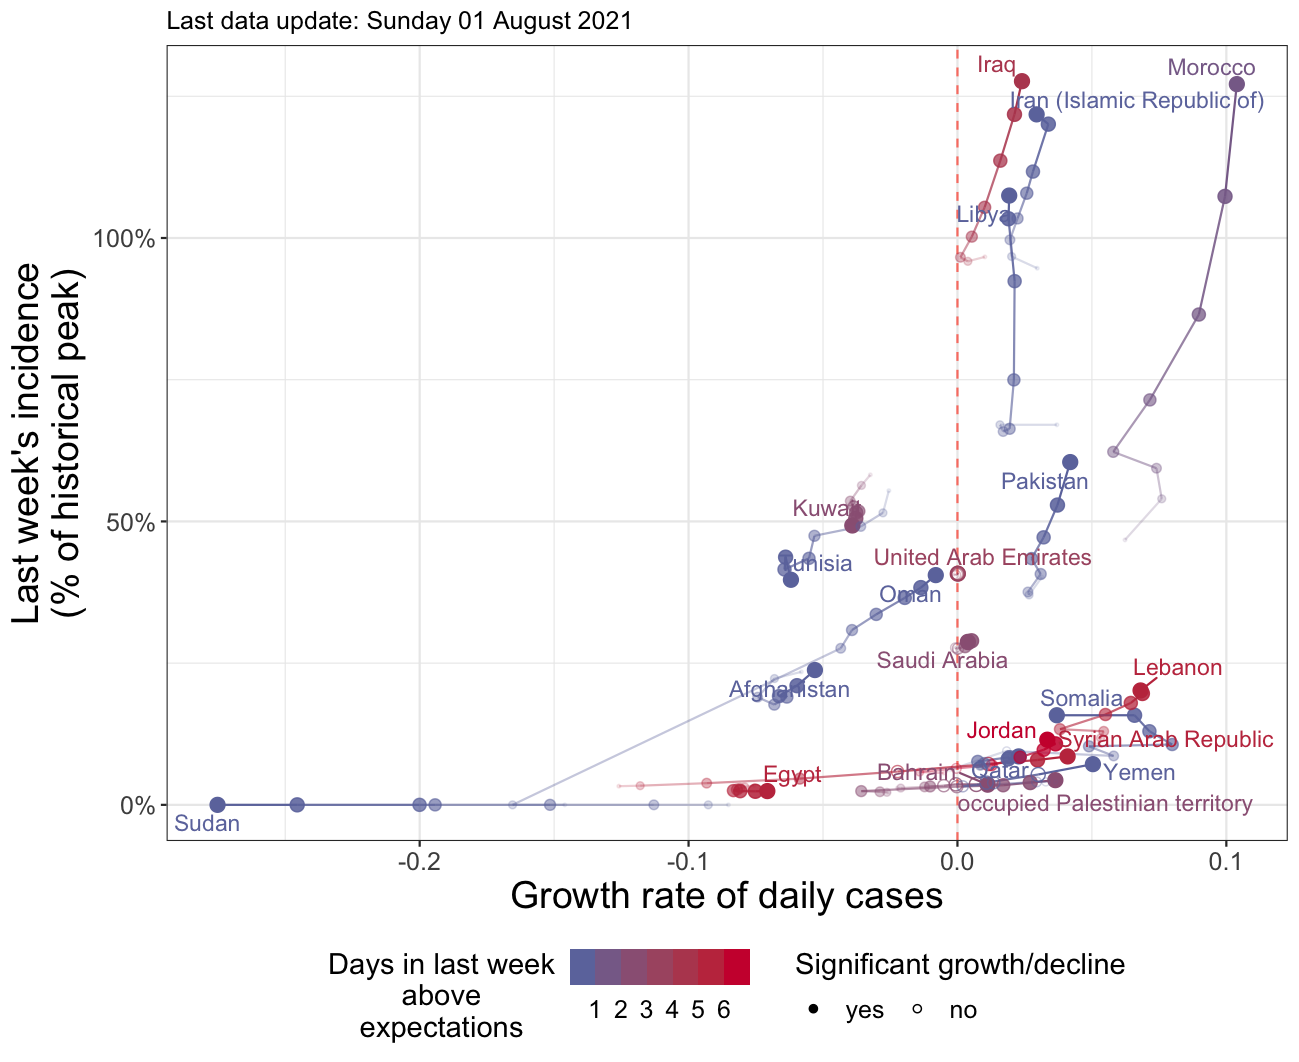 Last data update: Sunday 01 August 2021
Iraq
Morocco
Iran (Islamic Republic of)
Libya
100%
Last week's incidence
(% of historical peak)
Pakistan
Kuwait
50%
United Arab Emirates
Tunisia
Oman
Saudi Arabia
Lebanon
Afghanistan
Somalia
Jordan
Syrian Arab Republic
Egypt
Bahrain
Qatar
Yemen
0%
occupied Palestinian territory
Sudan
-0.2
-0.1
0.0
0.1
Growth rate of daily cases
Days in last week
above
expectations
1 2 3 4 5 6
Significant growth/decline
yes
no